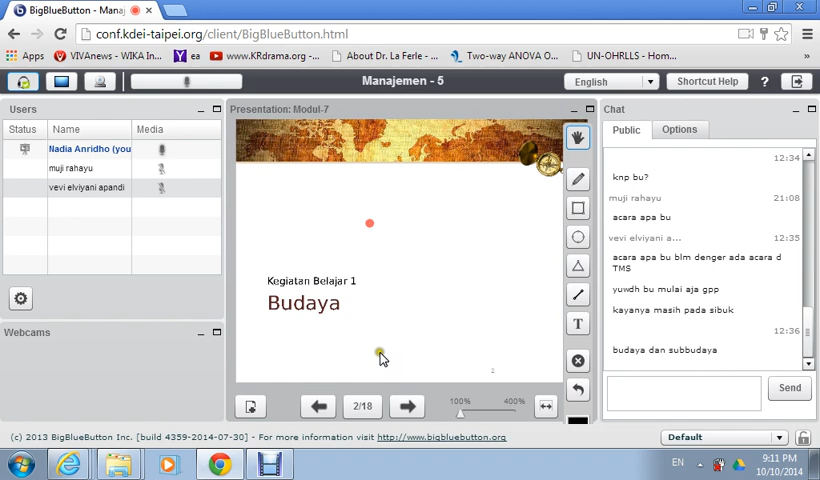 BigBlueButton - Mana
conf.kdei-taipei.org/client/BigBlueButton.html
Apps VIVAnews - WIKA In... ea www.KRdrama.org -... About Dr. La Ferle - ... Two-way ANOVA O... UN-OHRLLS - Hom... »
Manajemen - 5 English Shortcut Help ?
Users
Status Name Media
Nadia Anridho (you
muji rahayu
vevi elviyani apandi
Webcams
Presentation: Modul-7
Kegiatan Belajar 1
Budaya
2
T
2/18
100% 400%
Chat
Public Options
12:34
knp bu?
muji rahayu 21:08
acara apa bu
vevi elviyani a... 12:35
acara apa bu blm denger ada acara d
TMS
yuwdh bu mulai aja gpp
kayanya masih pada sibuk
12:36
budaya dan subbudaya
Send
(c) 2013 BigBlueButton Inc. [build 4359-2014-07-30] - For more information visit http://www.bigbluebutton.org
Default
EN
9:11 PM
10/10/2014